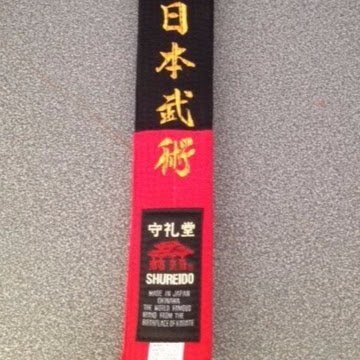 日本武術
守礼堂
SHUREIDO
MADE IN JAPAN
OKINAWA
THE WORLD FAMOUS
BRAND FROM THE
BIRTHPLACE OF KARATE